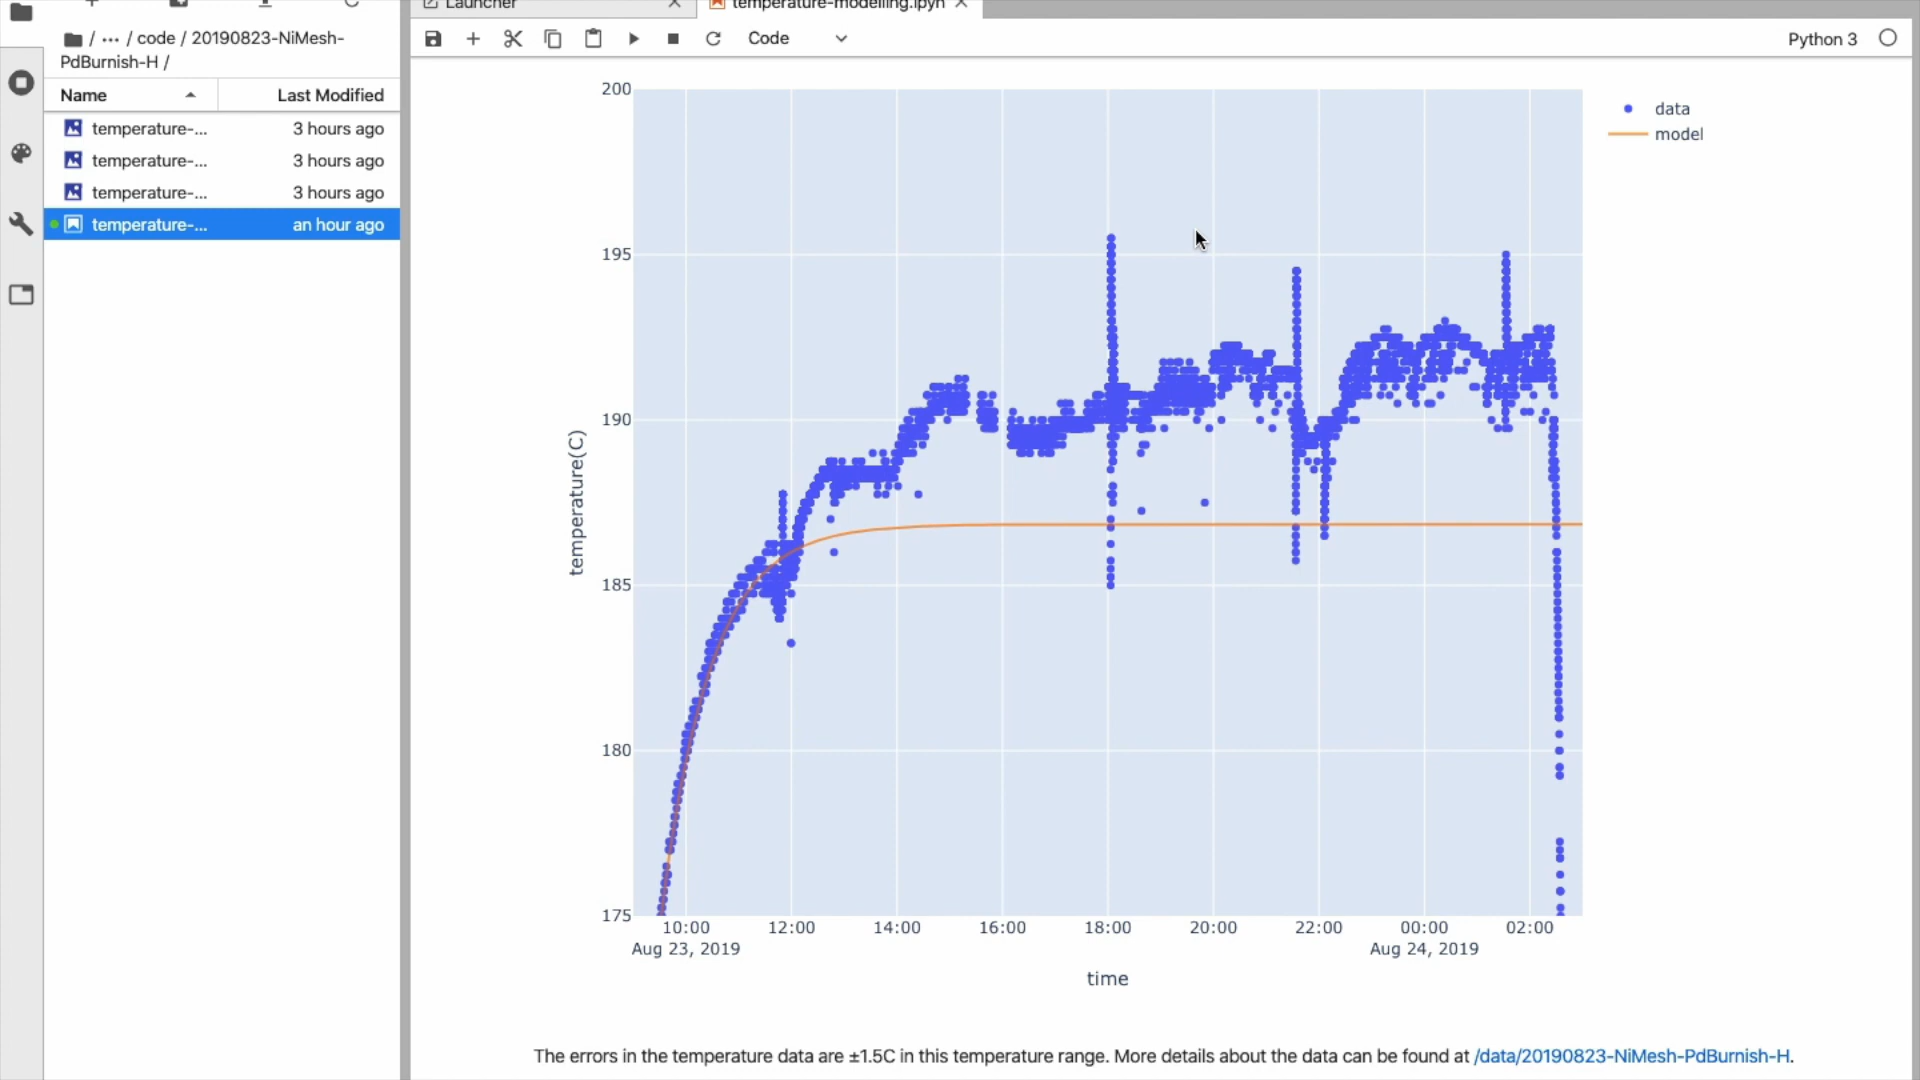 Launcher
temperature-modelling.ipyn
/ ... / code / 20190823-NiMesh-
PdBurnish-H /
Code
Python 3
Name
Last Modified
temperature-...
3 hours ago
temperature-...
3 hours ago
temperature-...
3 hours ago
temperature-...
an hour ago
200
195
190
185
180
175
temperature(C)
data
model
10:00
12:00
14:00
16:00
18:00
20:00
22:00
00:00
02:00
Aug 23, 2019
Aug 24, 2019
time
The errors in the temperature data are ±1.5C in this temperature range. More details about the data can be found at /data/20190823-NiMesh-PdBurnish-H.